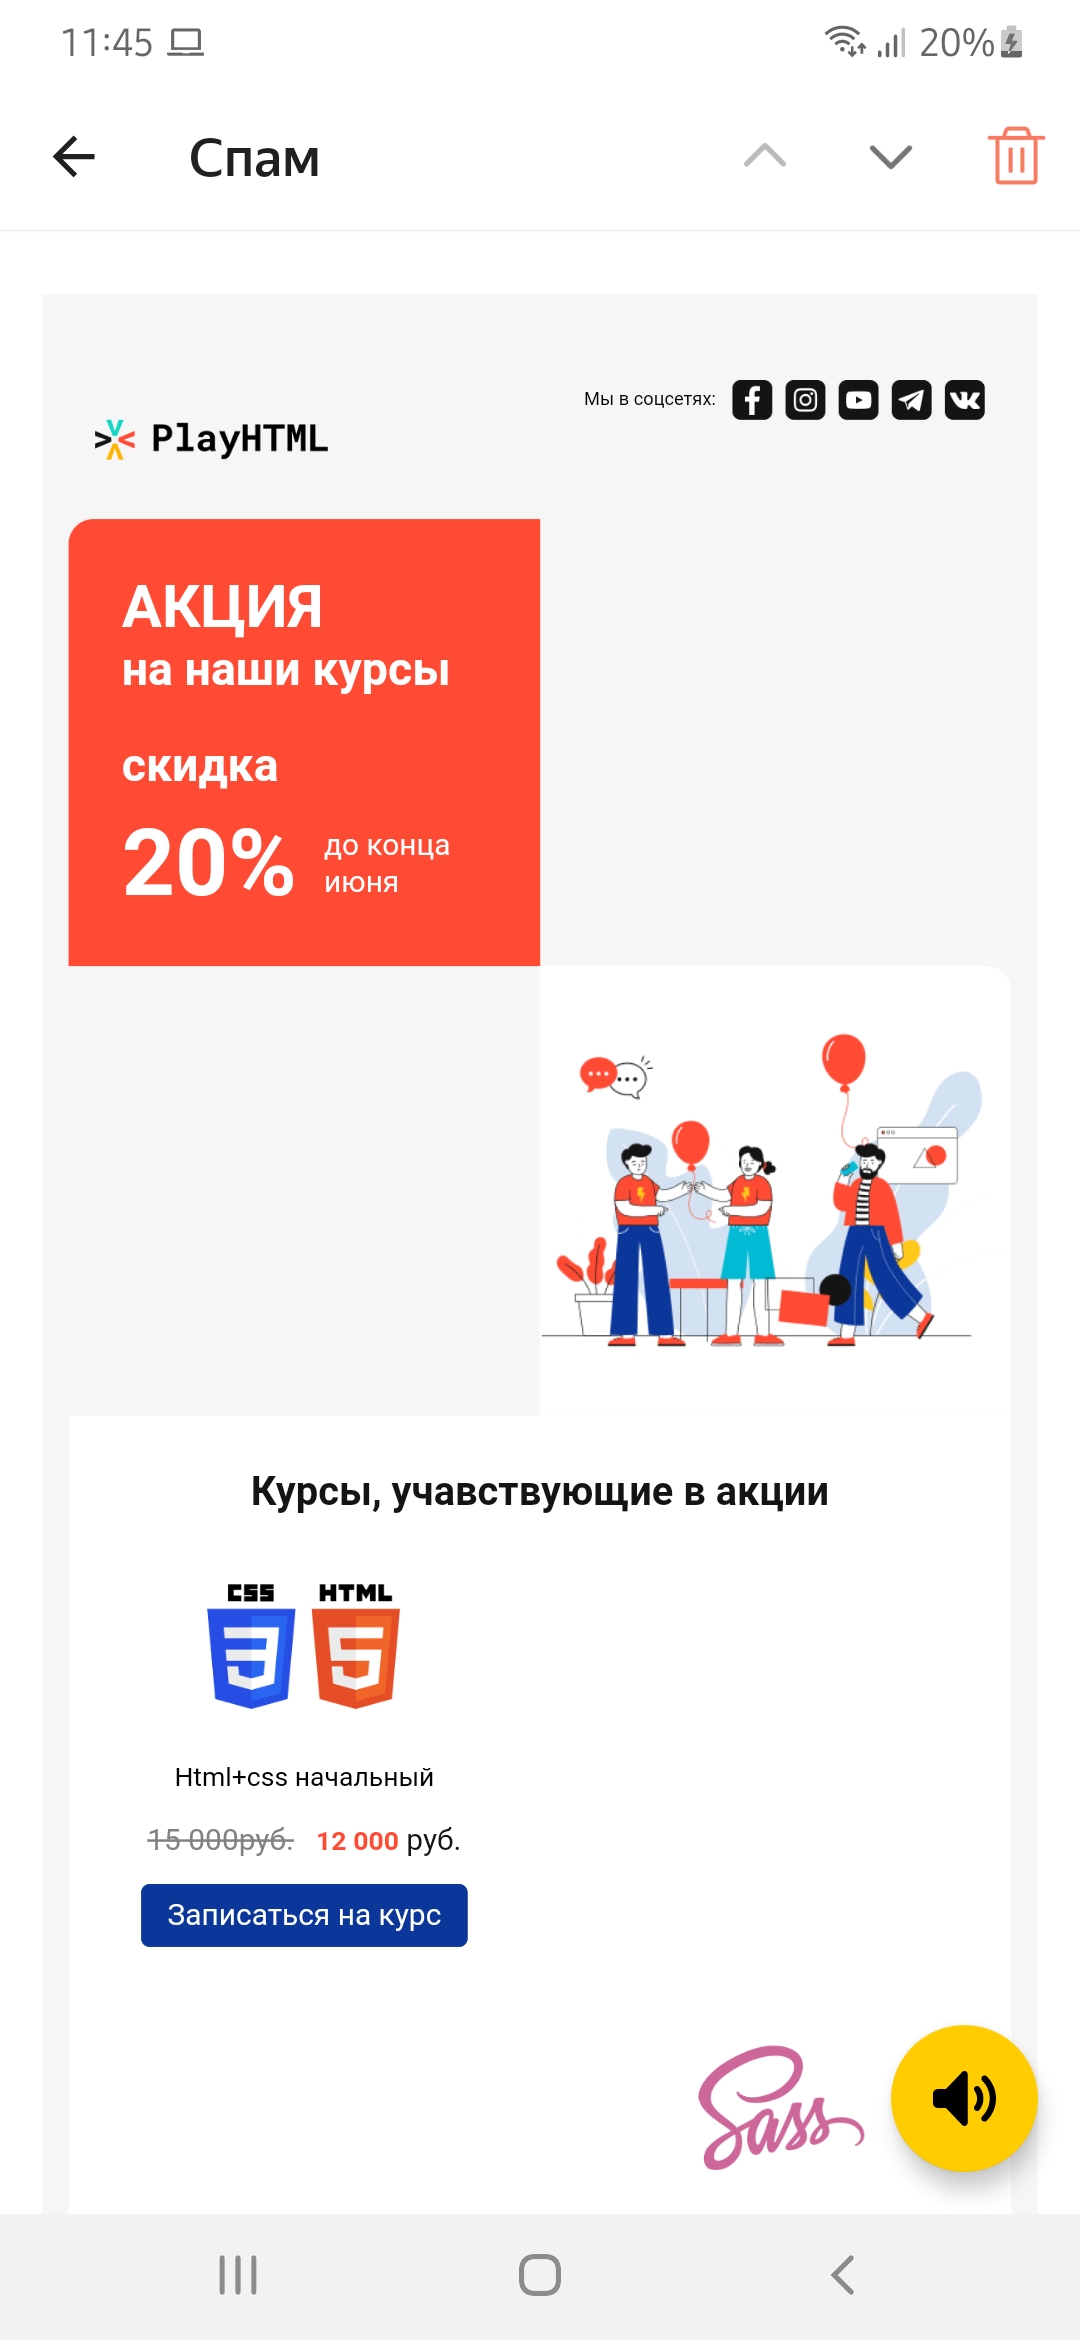 11:45
20%
Спам
Мы в соцсетях:
PlayHTML
АКЦИЯ
на наши курсы
скидка
20%
до конца
июня
Курсы, учавствующие в акции
CSS HTML
Html+css начальный
15 000руб. 12 000 руб.
Записаться на курс
Sass